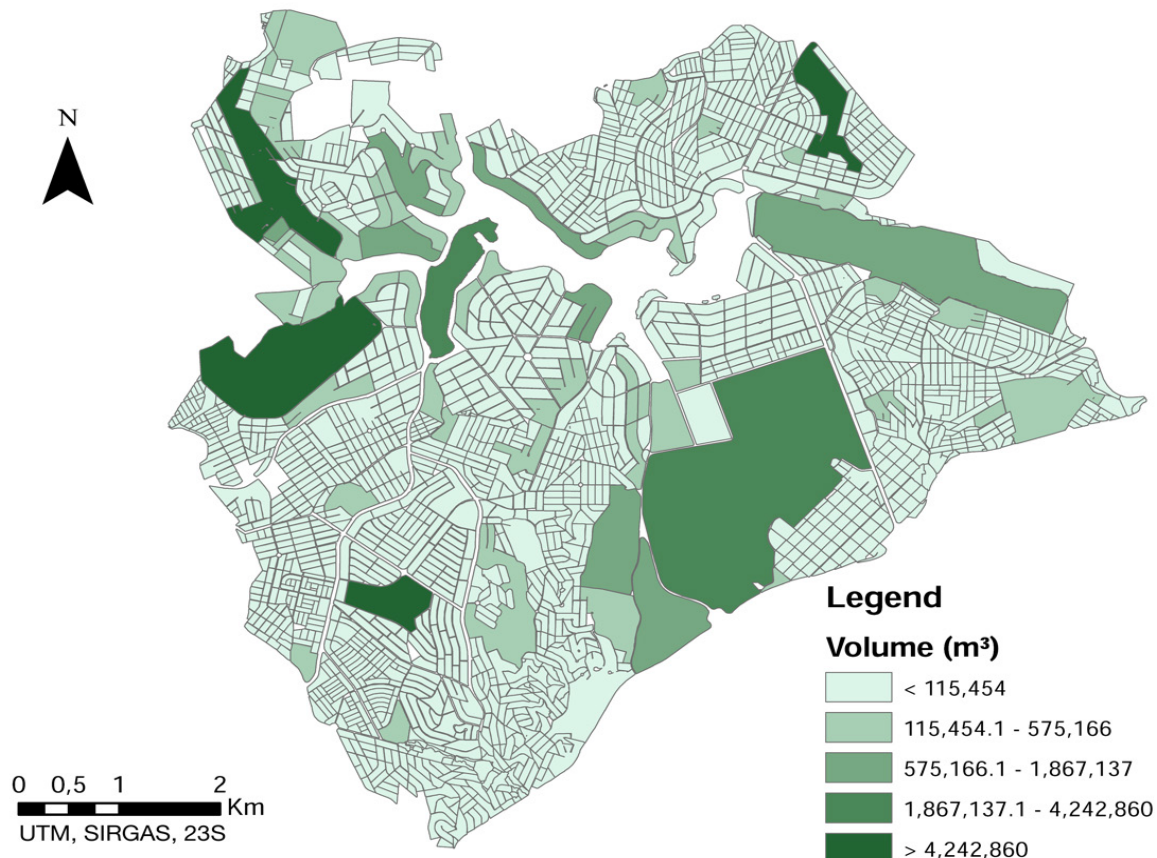 N
Legend
Volume (m³)
< 115,454
115,454.1 - 575,166
575,166.1 - 1,867,137
1,867,137.1 - 4,242,860
> 4,242,860
0 0,5 1 2
Km
UTM, SIRGAS, 23S